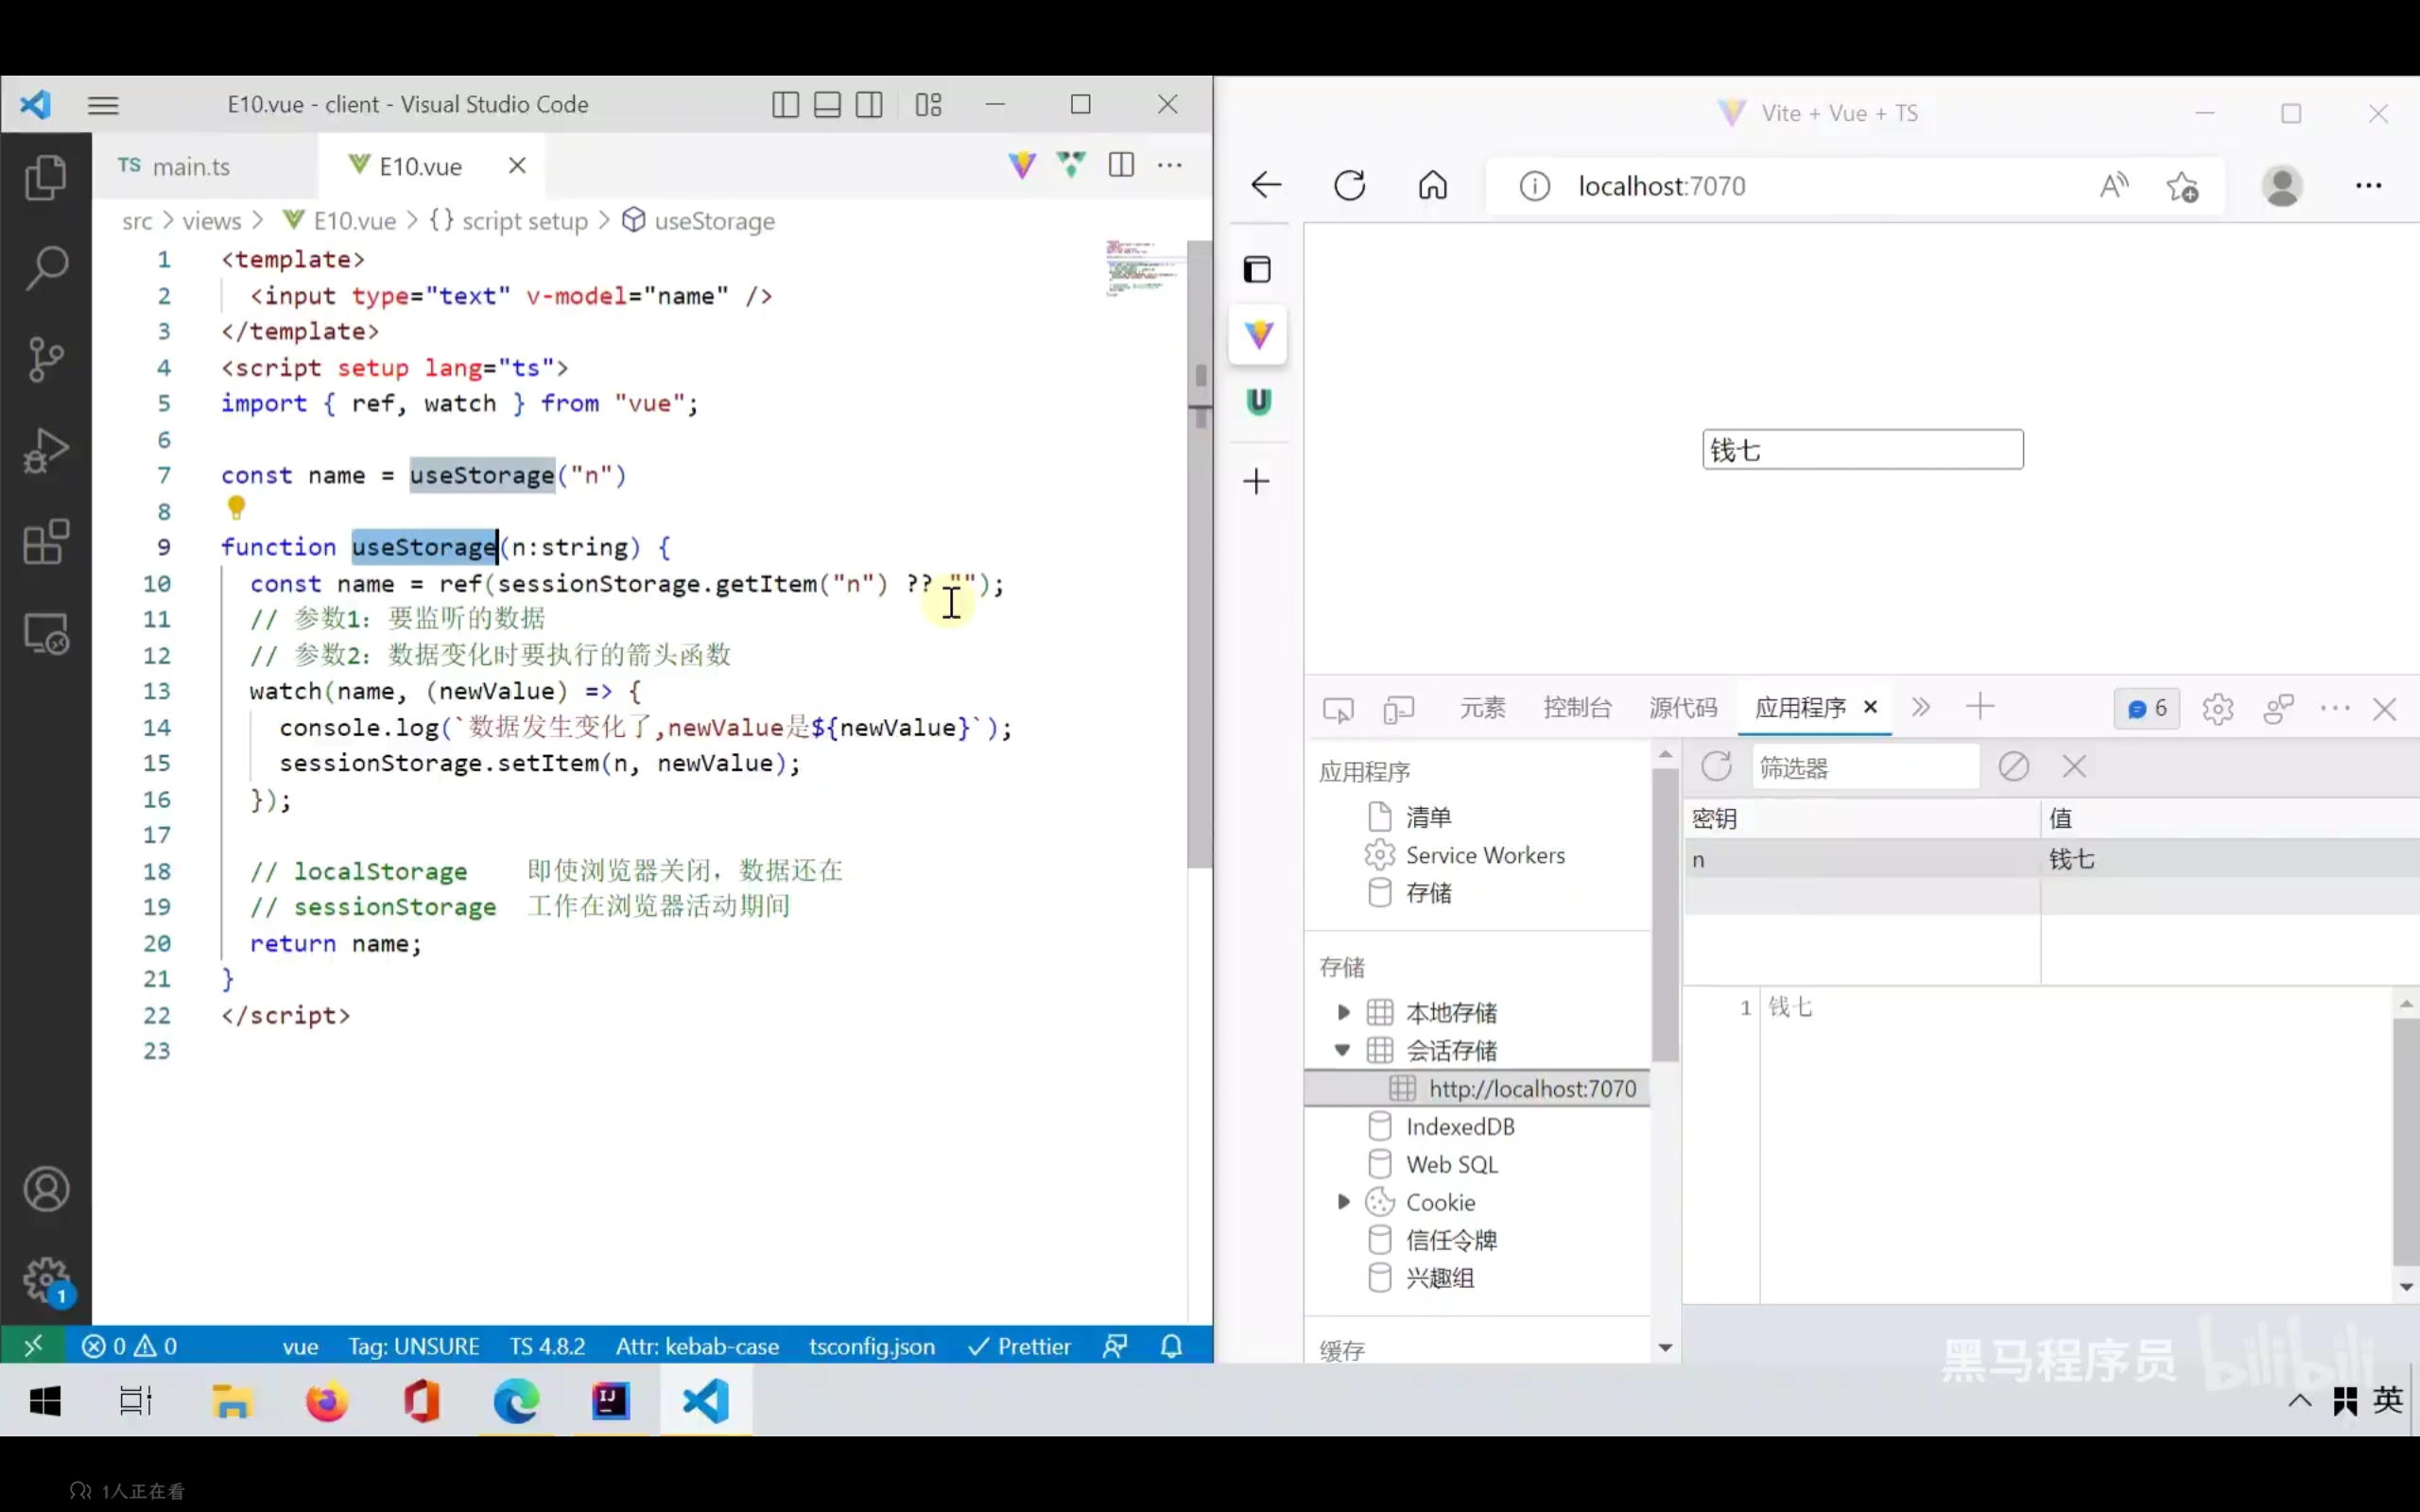 E10.vue - client - Visual Studio Code
TS main.ts
E10.vue
src > views > E10.vue > {} script setup > useStorage
1 <template>
2 <input type="text" v-model="name" />
3 </template>
4 <script setup lang="ts">
5 import { ref, watch } from "vue";
6
7 const name = useStorage("n")
8
9 function useStorage(n:string) {
10 const name = ref(sessionStorage.getItem("n") ?? "");
11 // 参数1：要监听的数据
12 // 参数2：数据变化时要执行的箭头函数
13 watch(name, (newValue) => {
14 console.log(`数据发生变化了,newValue是${newValue}`);
15 sessionStorage.setItem(n, newValue);
16 });
17
18 // localStorage 即使浏览器关闭，数据还在
19 // sessionStorage 工作在浏览器活动期间
20 return name;
21 }
22 </script>
23
1
0 0
vue
Tag: UNSURE
TS 4.8.2
Attr: kebab-case
tsconfig.json
Prettier
Vite + Vue + TS
localhost:7070
钱七
元素
控制台
源代码
应用程序
6
应用程序
清单
Service Workers
存储
存储
本地存储
会话存储
http://localhost:7070
IndexedDB
Web SQL
Cookie
信任令牌
兴趣组
缓存
筛选器
密钥 值
n 钱七
1 钱七
黑马程序员 bilibili
英
1人正在看